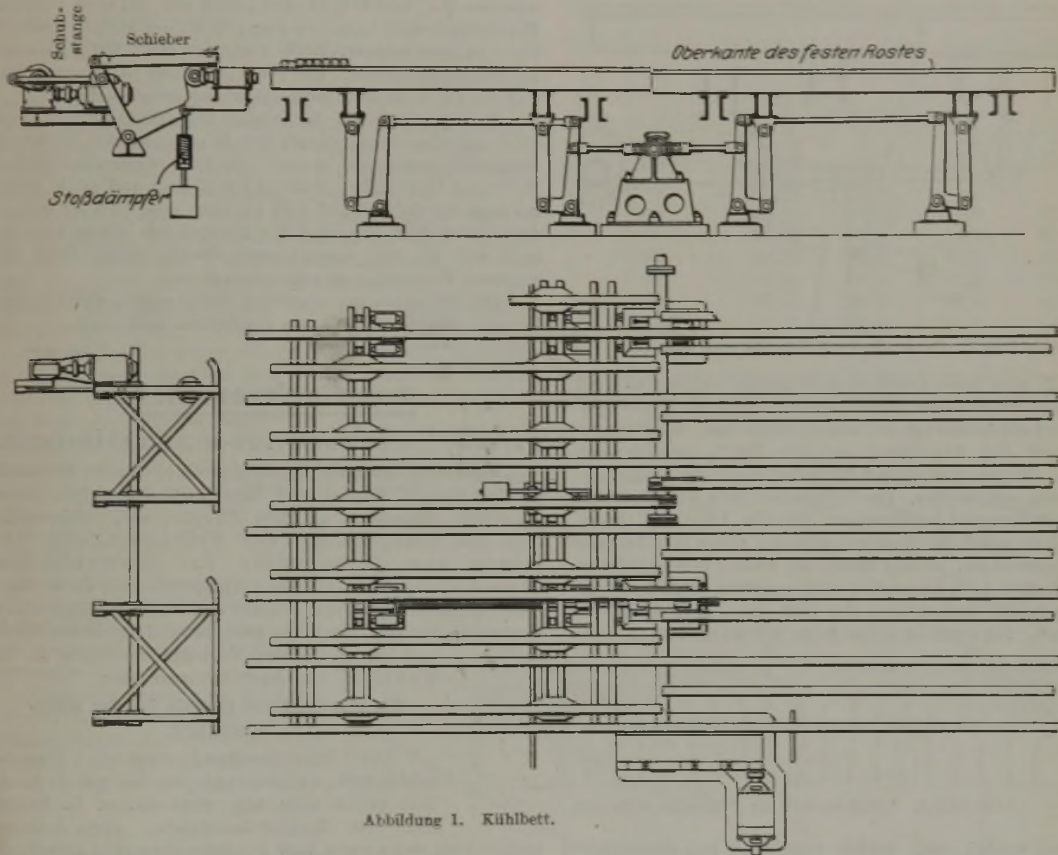 Schub-
stange
Schieber
Oberkante des festen Rostes
Stoßdämpfer
Abbildung 1. Kühlbett.